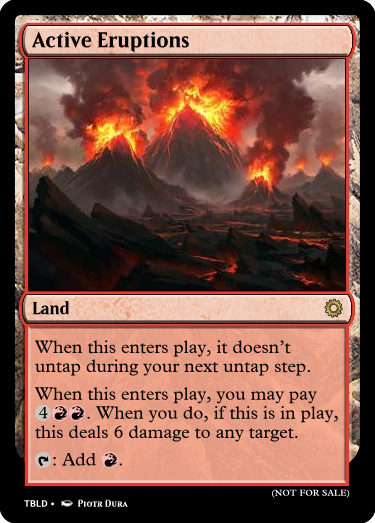 Active Eruptions
Land
When this enters play, it doesn't
untap during your next untap step.
When this enters play, you may pay
4RR. When you do, if this is in play,
this deals 6 damage to any target.
: Add R.
(NOT FOR SALE)
TBLD • Piotr Dura